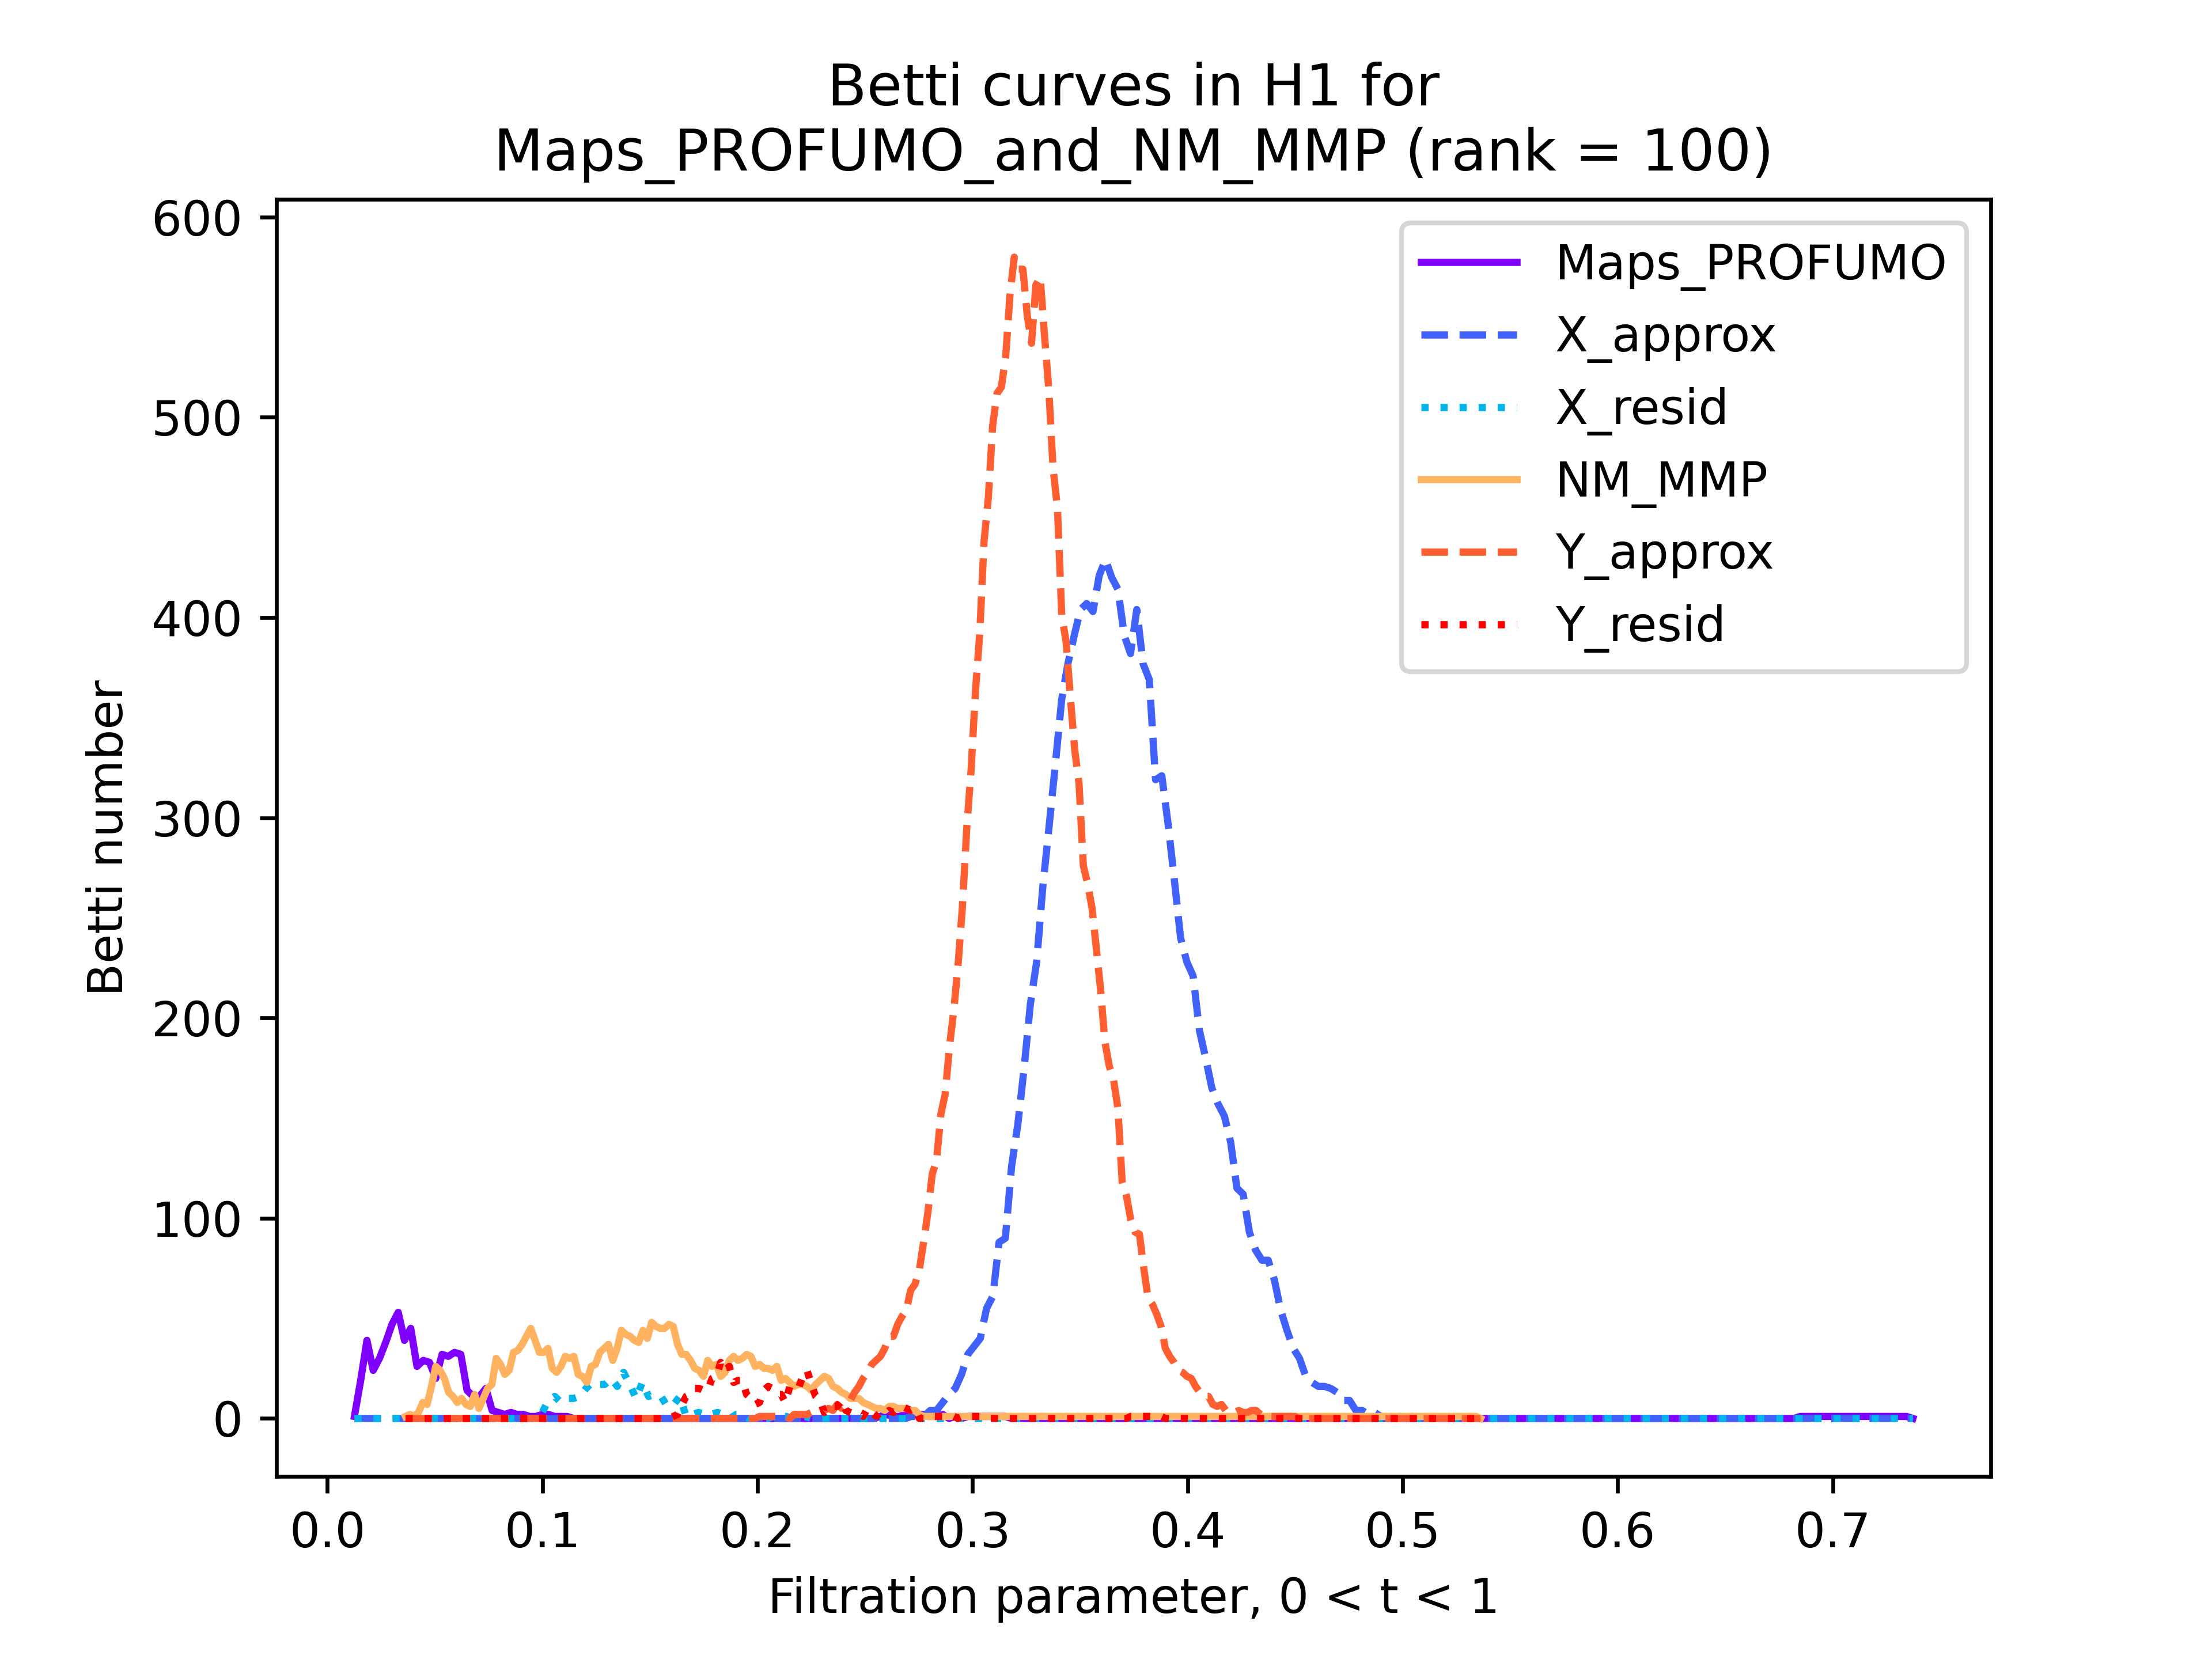 Betti curves in H1 for
Maps_PROFUMO_and_NM_MMP (rank = 100)
Betti number
600
500
400
300
200
100
0
Maps_PROFUMO
X_approx
X_resid
NM_MMP
Y_approx
Y_resid
0.0 0.1 0.2 0.3 0.4 0.5 0.6 0.7
Filtration parameter, 0 < t < 1